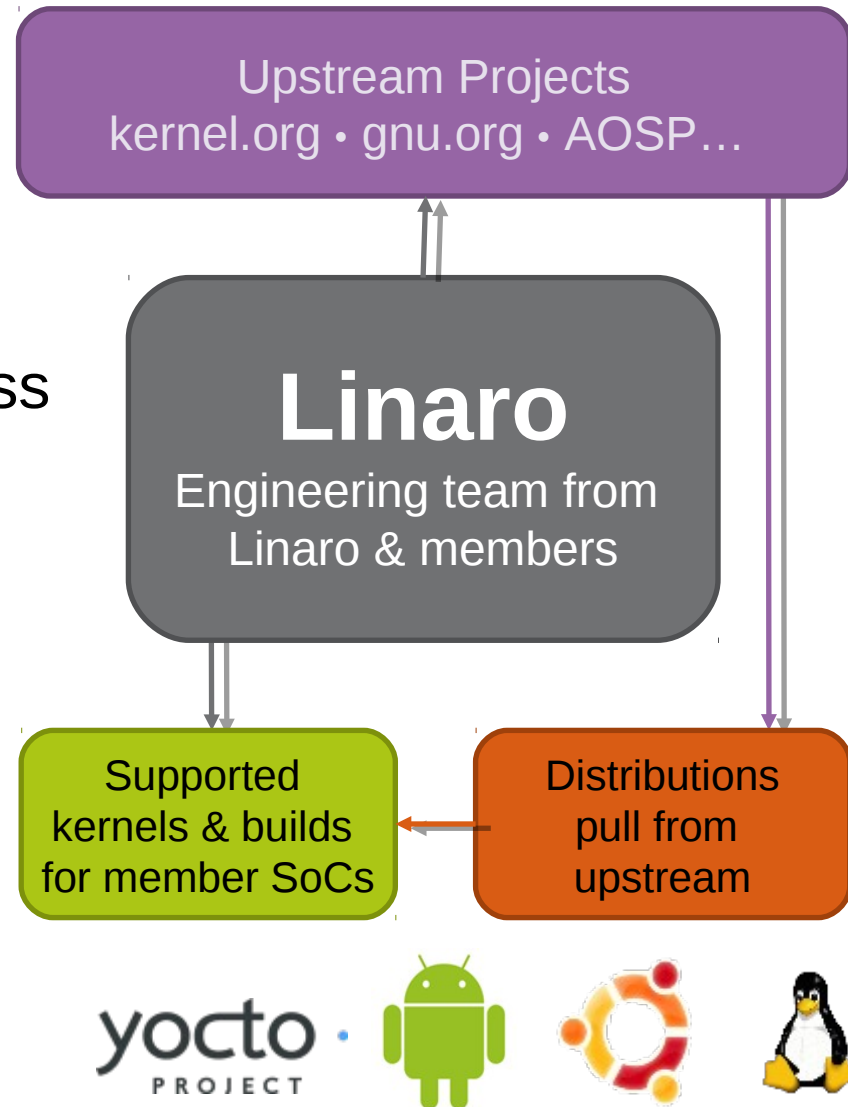 Upstream Projects
kernel.org • gnu.org • AOSP…
ss
Linaro
Engineering team from
Linaro & members
Supported
kernels & builds
for member SoCs
Distributions
pull from
upstream
yocto
PROJECT